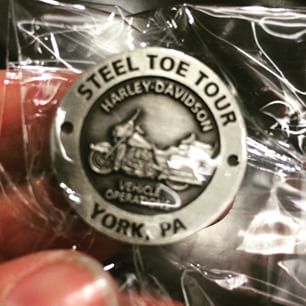 STEEL TOE TOUR
HARLEY-DAVIDSON
VEHICLE
OPERATIONS
YORK, PA